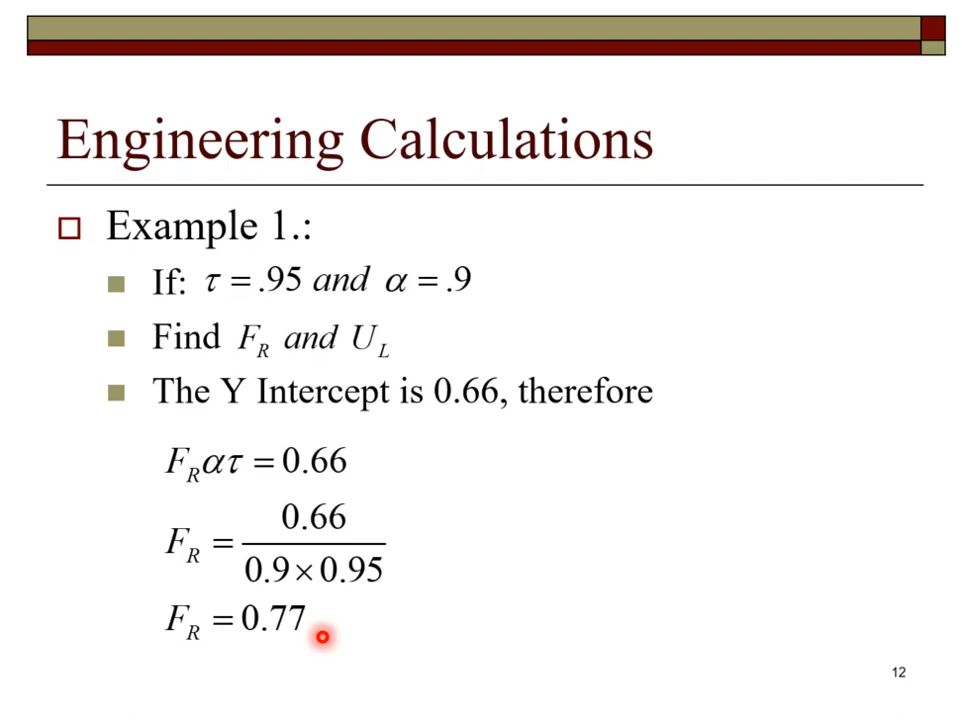 Engineering Calculations
Example 1.:
If: τ = .95 and α = .9
Find F_R and U_L
The Y Intercept is 0.66, therefore
F_R ατ = 0.66
F_R = 0.66 / (0.9 × 0.95)
F_R = 0.77
12